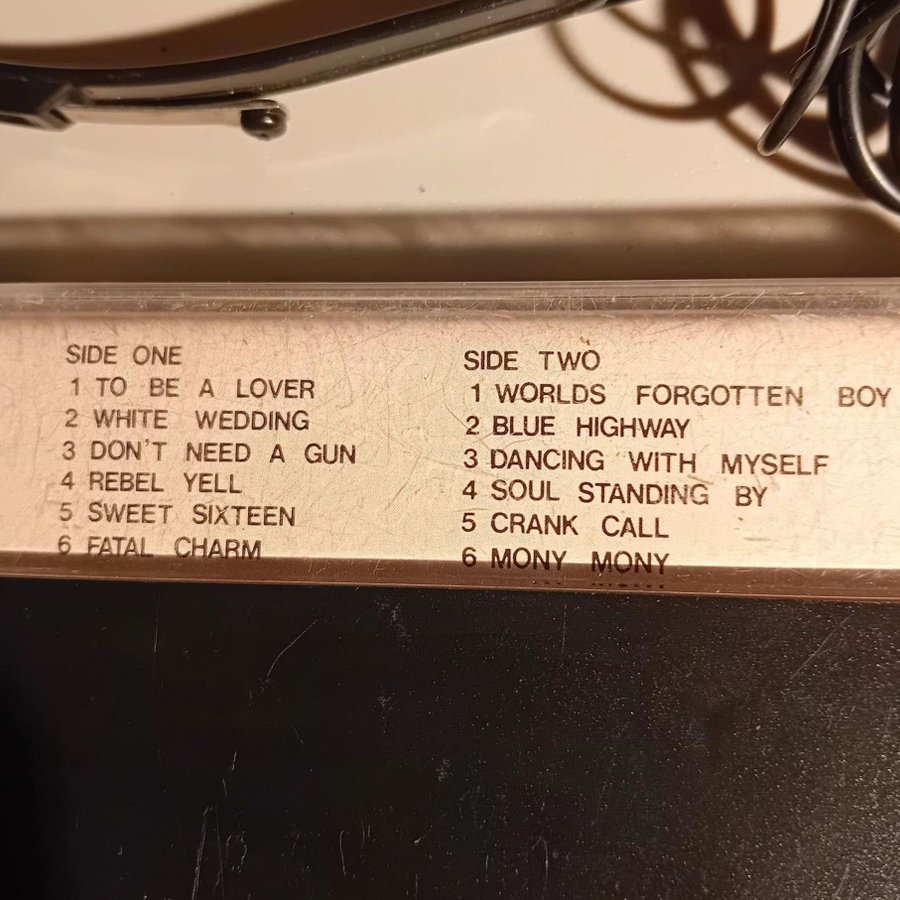 SIDE ONE
1 TO BE A LOVER
2 WHITE WEDDING
3 DON'T NEED A GUN
4 REBEL YELL
5 SWEET SIXTEEN
6 FATAL CHARM
SIDE TWO
1 WORLDS FORGOTTEN BOY
2 BLUE HIGHWAY
3 DANCING WITH MYSELF
4 SOUL STANDING BY
5 CRANK CALL
6 MONY MONY